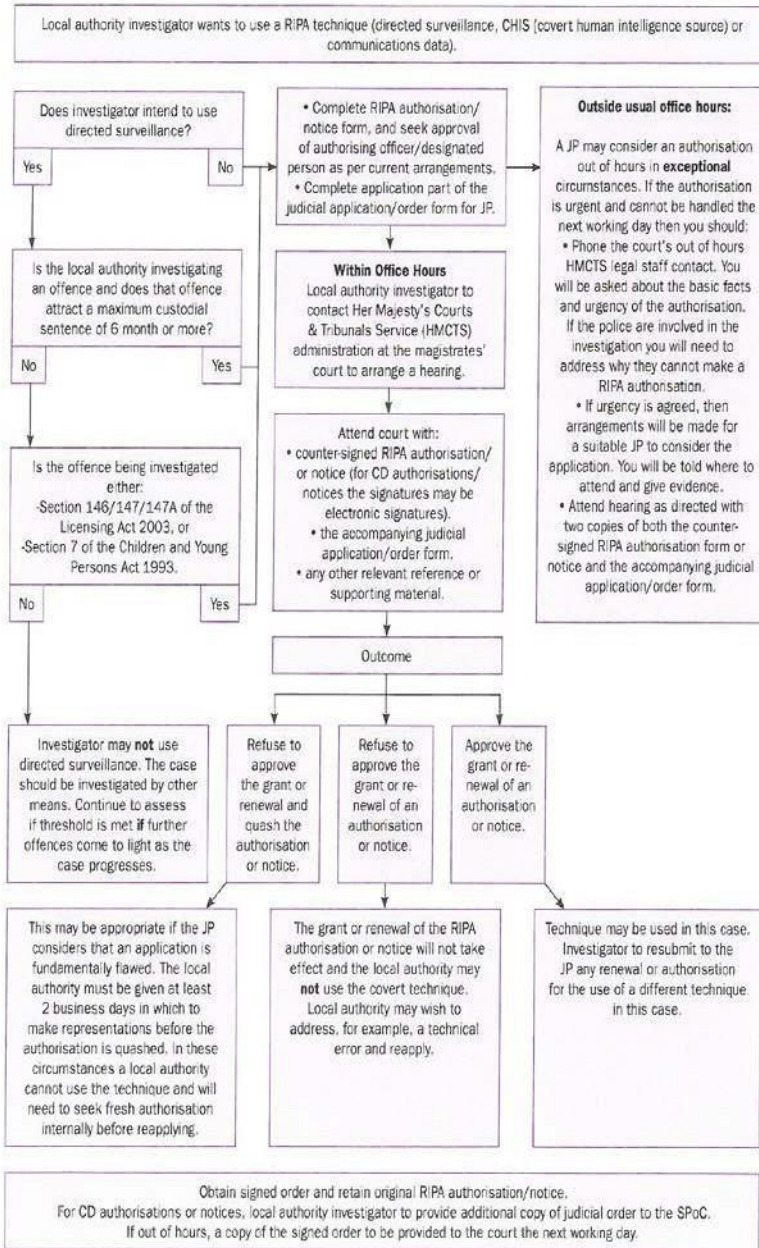 Local authority investigator wants to use a RIPA technique (directed surveillance, CHIS [covert human intelligence source) or
communications data).
Does investigator intend to use
directed surveillance?
Yes
No
Is the local authority investigating
an offence and does that offence
attract a maximum custodial
sentence of 6 month or more?
No
Yes
Is the offence being investigated
either:
-Section 146/147/147A of the
Licensing Act 2003, or
-Section 7 of the Children and Young
Persons Act 1993.
No
Yes
• Complete RIPA authorisation/
notice form, and seek approval
of authorising officer/designated
person as per current arrangements.
• Complete application part of the
judicial application/order form for JP.
Within Office Hours
Local authority investigator to
contact Her Majesty's Courts
& Tribunals Service (HMCTS)
administration at the magistrates'
court to arrange a hearing.
Attend court with:
• counter-signed RIPA authorisation/
or notice (for CD authorisations/
notices the signatures may be
electronic signatures).
• the accompanying judicial
application/order form.
• any other relevant reference or
supporting material.
Outside usual office hours:
A JP may consider an authorisation
out of hours in exceptional
circumstances. If the authorisation
is urgent and cannot be handled the
next working day then you should:
• Phone the court's out of hours
HMCTS legal staff contact. You
will be asked about the basic facts
and urgency of the authorisation.
If the police are involved in the
investigation you will need to
address why they cannot make a
RIPA authorisation.
• If urgency is agreed, then
arrangements will be made for
a suitable JP to consider the
application. You will be told where to
attend and give evidence.
• Attend hearing as directed with
two copies of both the counter-
signed RIPA authorisation form or
notice and the accompanying judicial
application/order form.
Outcome
Investigator may not use
directed surveillance. The case
should be investigated by other
means. Continue to assess
if threshold is met if further
offences come to light as the
case progresses.
Refuse to
approve
the grant or
renewal and
quash the
authorisation
or notice.
Refuse to
approve the
grant or re-
newal of an
authorisation
or notice.
Approve the
grant or re-
newal of an
authorisation
or notice.
This may be appropriate if the JP
considers that an application is
fundamentally flawed. The local
authority must be given at least
2 business days in which to
make representations before the
authorisation is quashed. In these
circumstances a local authority
cannot use the technique and will
need to seek fresh authorisation
internally before reapplying.
The grant or renewal of the RIPA
authorisation or notice will not take
effect and the local authority may
not use the covert technique.
Local authority may wish to
address, for example, a technical
error and reapply.
Technique may be used in this case.
Investigator to resubmit to the
JP any renewal or authorisation
for the use of a different technique
in this case.
Obtain signed order and retain original RIPA authorisation/notice.
For CD authorisations or notices, local authority investigator to provide additional copy of judicial order to the SPoC.
If out of hours, a copy of the signed order to be provided to the court the next working day.